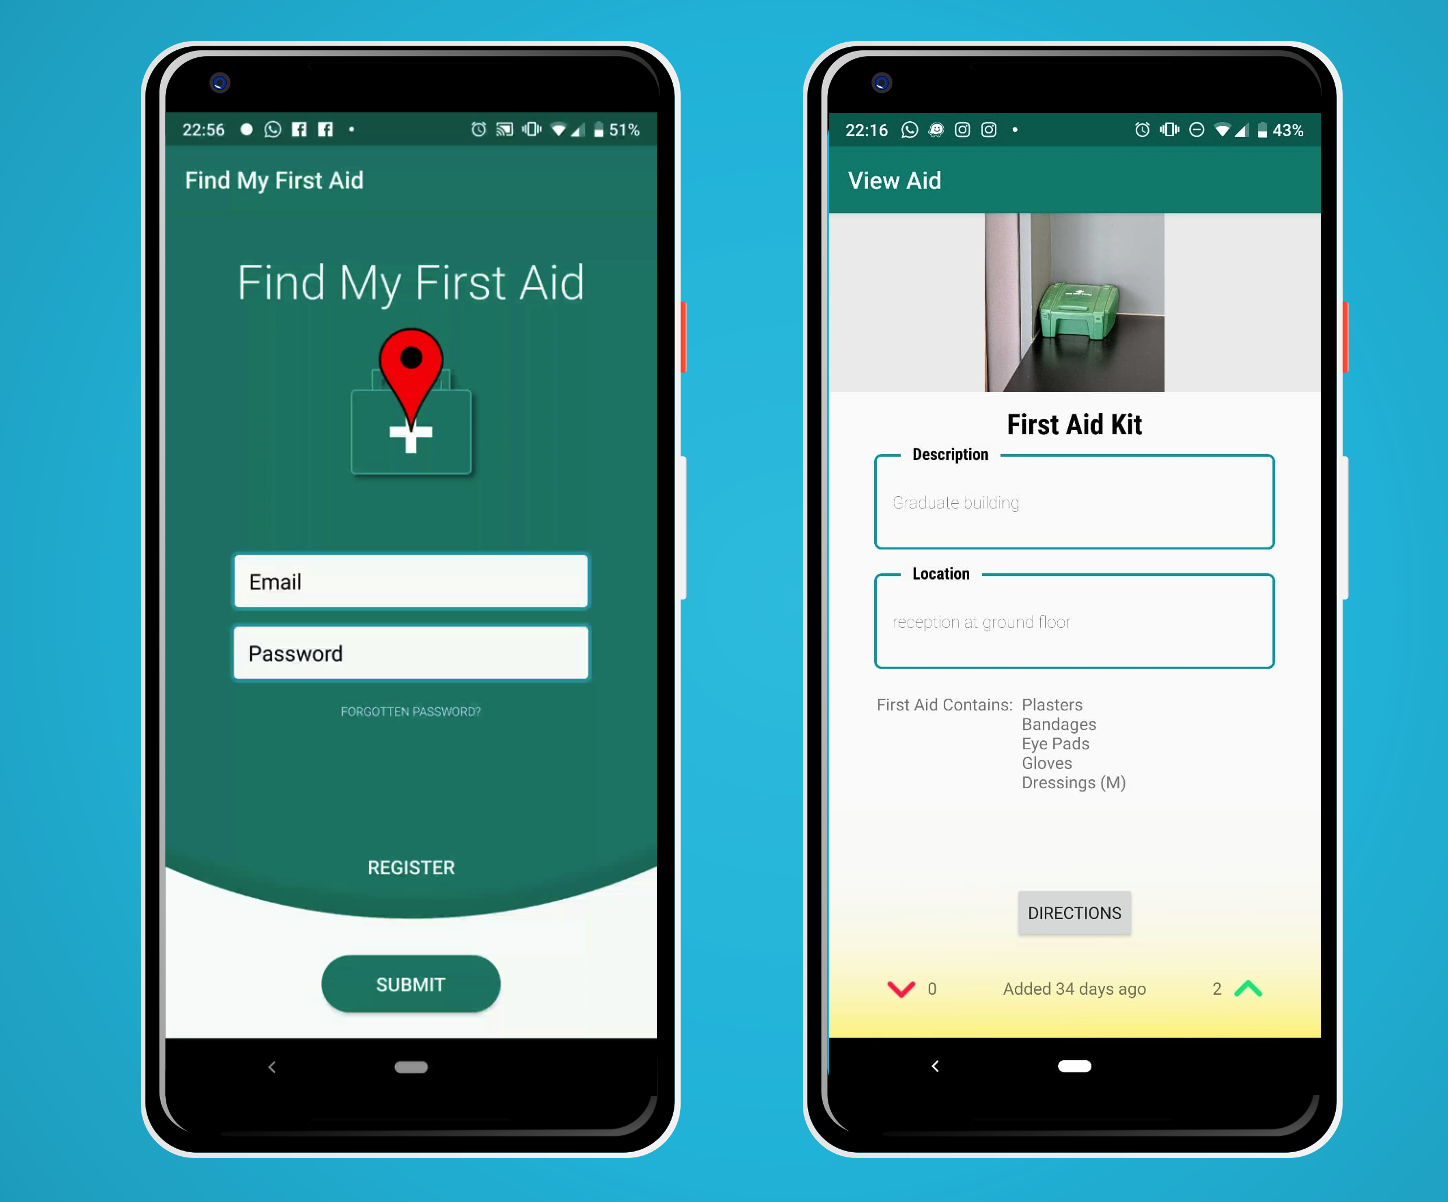 22:56
51%
Find My First Aid
Find My First Aid
Email
Password
FORGOTTEN PASSWORD?
REGISTER
SUBMIT
22:16
43%
View Aid
First Aid Kit
Description
Graduate building
Location
reception at ground floor
First Aid Contains: Plasters
Bandages
Eye Pads
Gloves
Dressings (M)
DIRECTIONS
0 Added 34 days ago 2